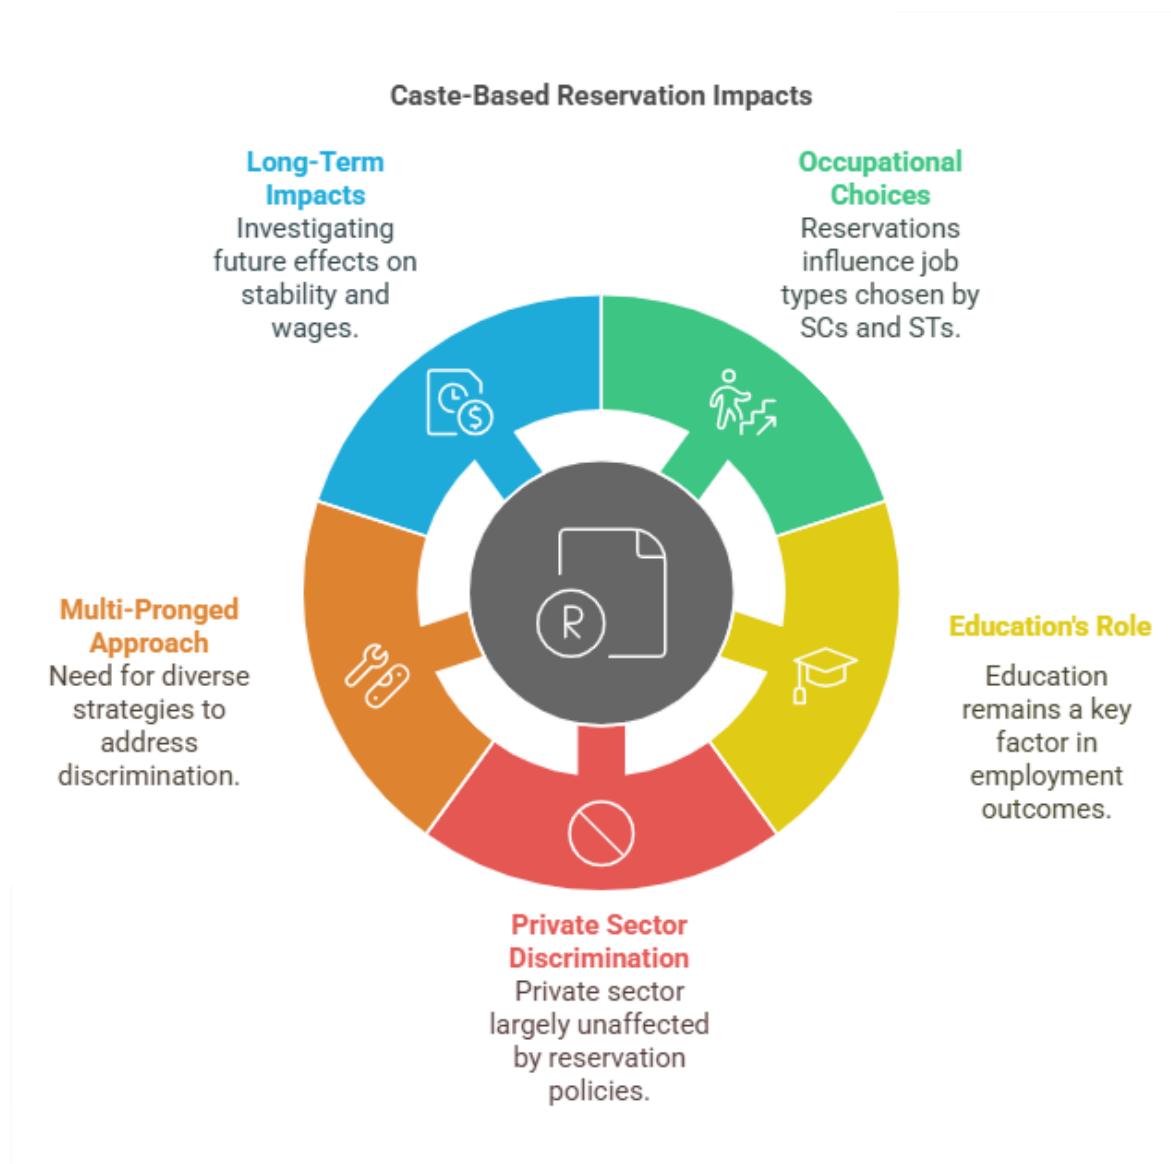 Caste-Based Reservation Impacts
Long-Term
Impacts
Investigating
future effects on
stability and
wages.
Occupational
Choices
Reservations
influence job
types chosen by
SCs and STs.
Multi-Pronged
Approach
Need for diverse
strategies to
address
discrimination.
$
R
Education's Role
Education
remains a key
factor in
employment
outcomes.
Private Sector
Discrimination
Private sector
largely unaffected
by reservation
policies.